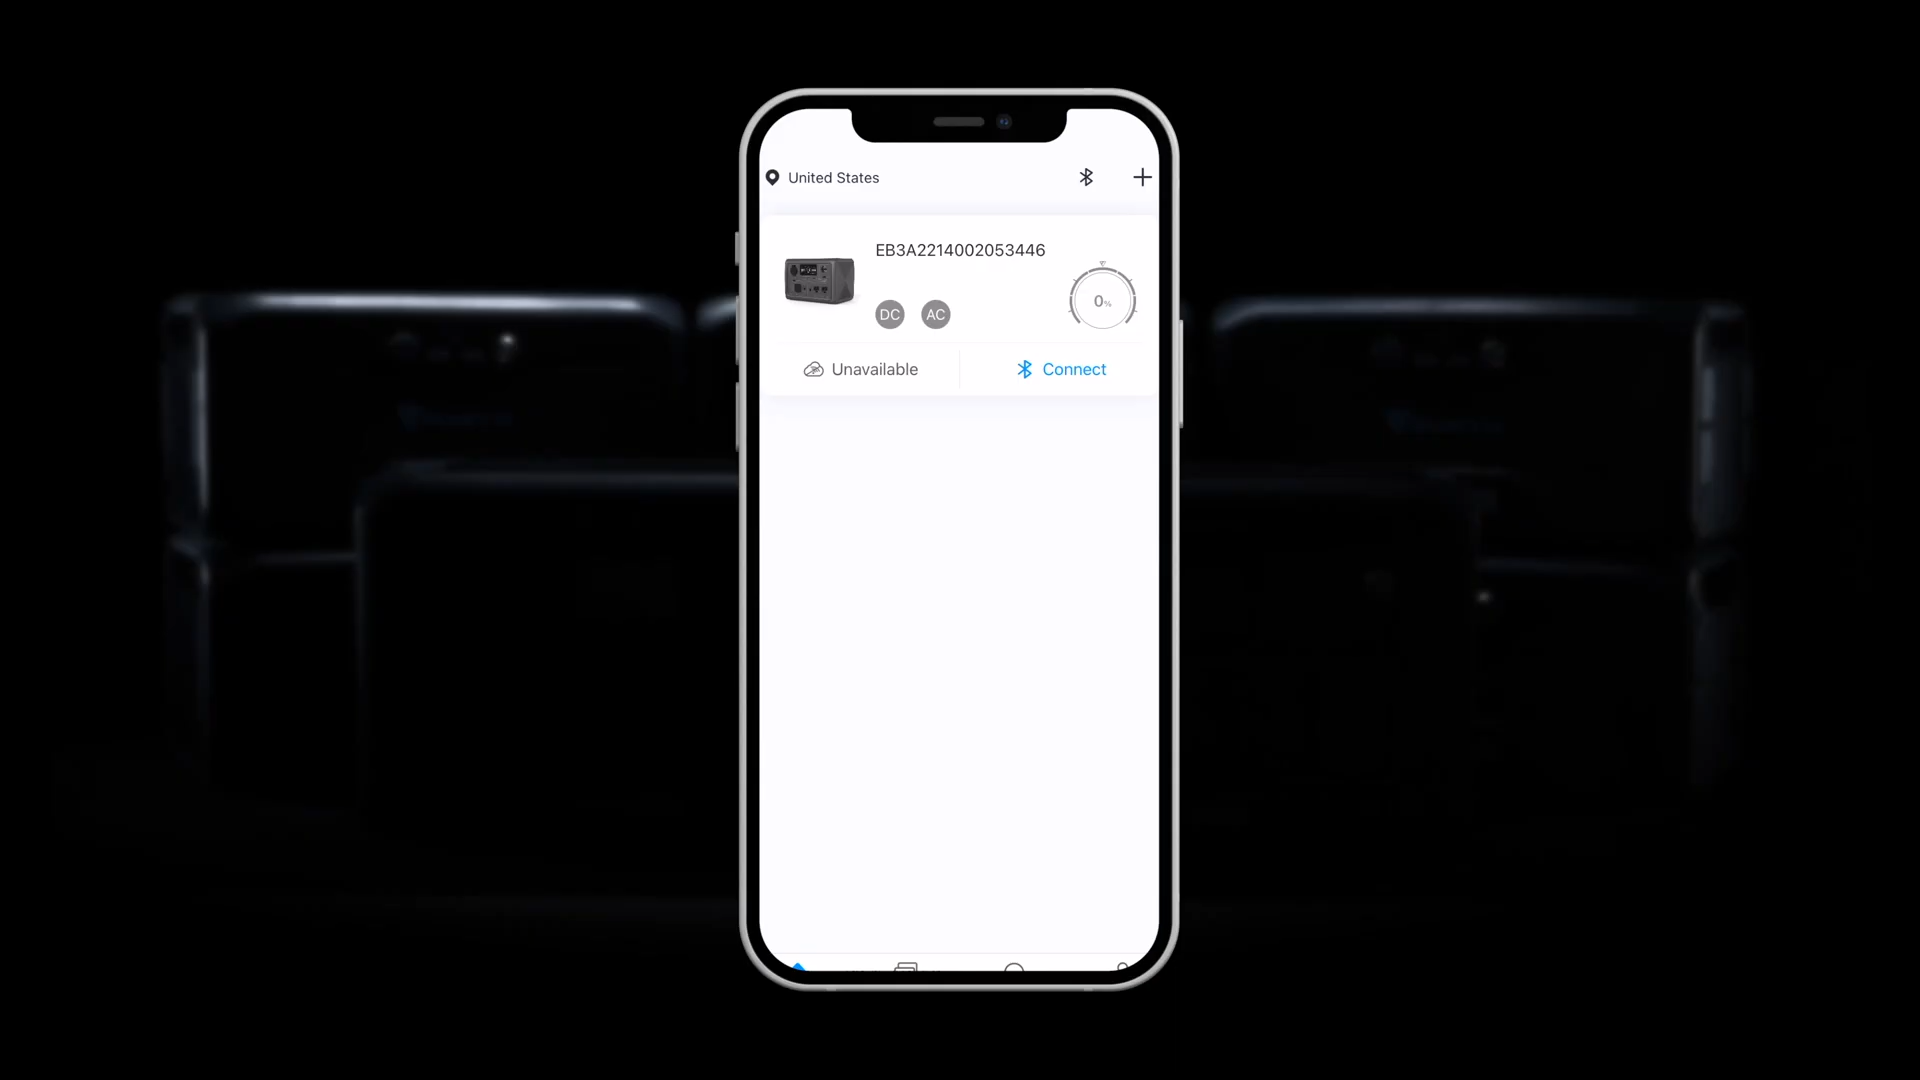 United States
EB3A2214002053446
0%
DC AC
Unavailable
Connect